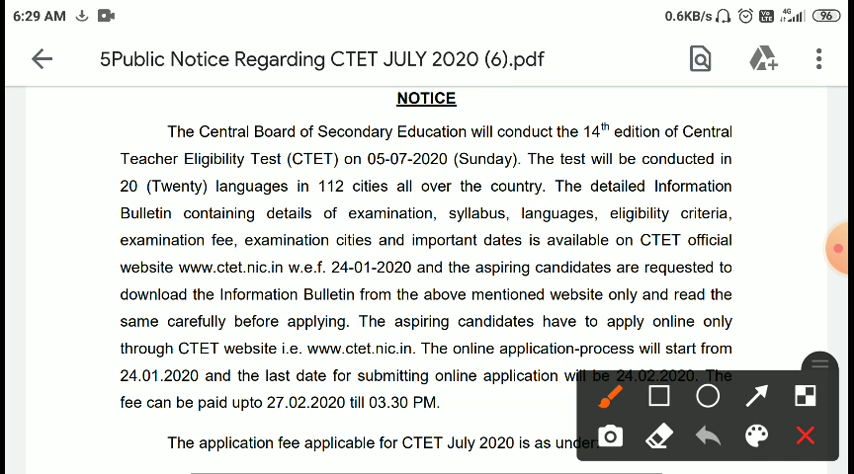 6:29 AM 0.6KB/s Vo LTE 4G 96
5Public Notice Regarding CTET JULY 2020 (6).pdf
NOTICE
The Central Board of Secondary Education will conduct the 14th edition of Central
Teacher Eligibility Test (CTET) on 05-07-2020 (Sunday). The test will be conducted in
20 (Twenty) languages in 112 cities all over the country. The detailed Information
Bulletin containing details of examination, syllabus, languages, eligibility criteria,
examination fee, examination cities and important dates is available on CTET official
website www.ctet.nic.in w.e.f. 24-01-2020 and the aspiring candidates are requested to
download the Information Bulletin from the above mentioned website only and read the
same carefully before applying. The aspiring candidates have to apply online only
through CTET website i.e. www.ctet.nic.in. The online application-process will start from
24.01.2020 and the last date for submitting online application will be 24.02.2020. The
fee can be paid upto 27.02.2020 till 03.30 PM.
The application fee applicable for CTET July 2020 is as under